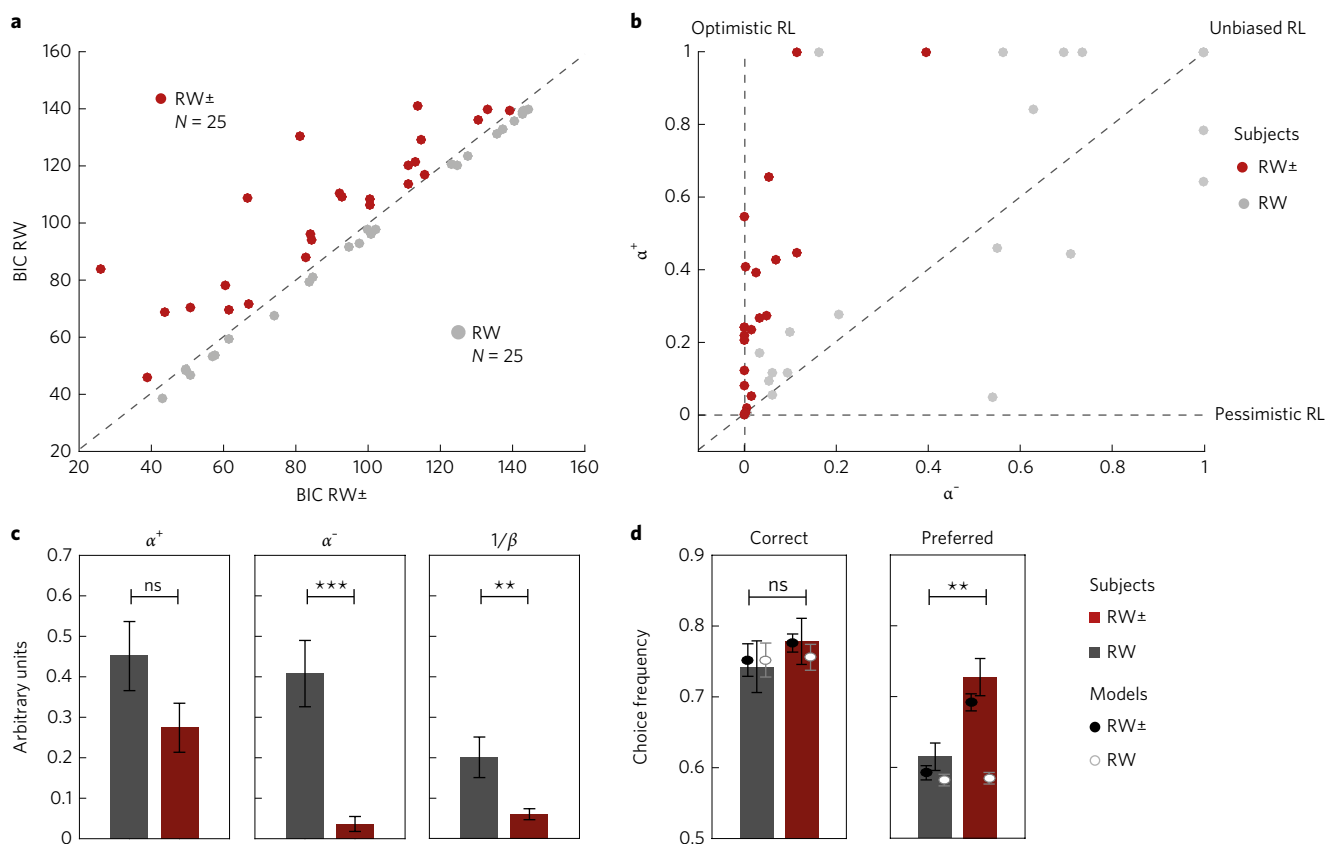 a
160
140
120
100
80
60
40
20
BIC RW
RW±
N = 25
RW
N = 25
20 40 60 80 100 120 140 160
BIC RW±
b
Optimistic RL
Unbiased RL
1
0.8
0.6
0.4
0.2
0
α+
Subjects
RW±
RW
Pessimistic RL
0 0.2 0.4 0.6 0.8 1
α-
c
α+
α-
1/β
0.7
0.6
0.5
0.4
0.3
0.2
0.1
0
Arbitrary units
ns
***
**
d
Correct
Preferred
0.9
0.8
0.7
0.6
0.5
Choice frequency
ns
**
Subjects
RW±
RW
Models
RW±
RW